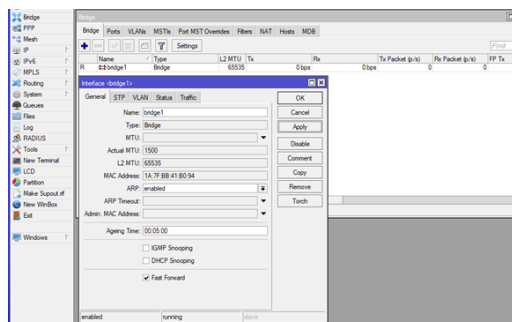 Bridge
PPP
Mesh
IP
IPv6
MPLS
Routing
System
Queues
Files
Log
RADIUS
Tools
New Terminal
LCD
Partition
Make Supout.rif
New WinBox
Exit
Windows
Bridge
Bridge Ports VLANs MSTIs Port MST Overrides Filters NAT Hosts MDB
Settings
Find
Name Type L2 MTU Tx Rx Tx Packet (p/s) Rx Packet (p/s) FP Tx
R bridge1 Bridge 65535 0 bps 0 bps 0 0
Interface <bridge1>
General STP VLAN Status Traffic
Name: bridge1
Type: Bridge
MTU:
Actual MTU: 1500
L2 MTU: 65535
MAC Address: 1A:7F:BB:41:B0:94
ARP: enabled
ARP Timeout:
Admin. MAC Address:
Ageing Time: 00:05:00
IGMP Snooping
DHCP Snooping
Fast Forward
OK
Cancel
Apply
Disable
Comment
Copy
Remove
Torch
enabled running slave